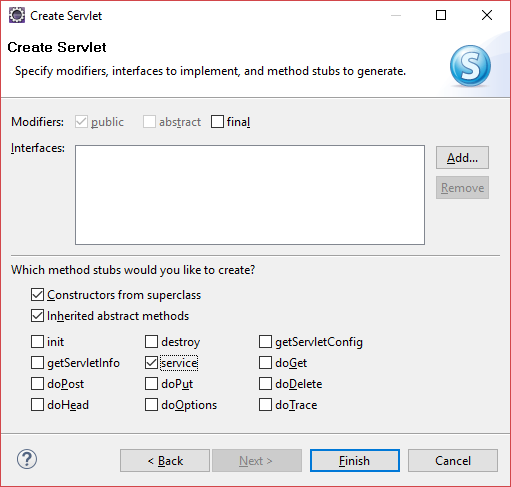 Create Servlet
Create Servlet
Specify modifiers, interfaces to implement, and method stubs to generate.
S
Modifiers: public abstract final
Interfaces:
Add...
Remove
Which method stubs would you like to create?
Constructors from superclass
Inherited abstract methods
init destroy getServletConfig
getServletInfo service doGet
doPost doPut doDelete
doHead doOptions doTrace
? < Back Next > Finish Cancel